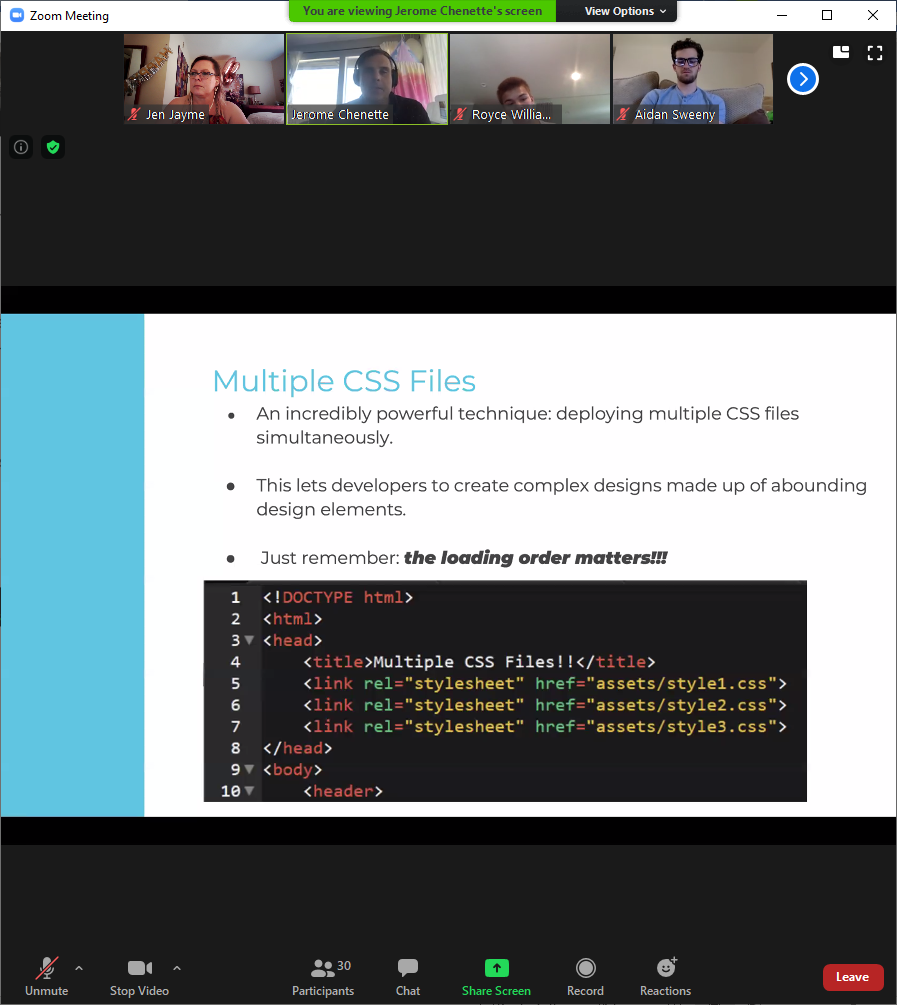 Zoom Meeting
You are viewing Jerome Chenette's screen
View Options
Jen Jayme
Jerome Chenette
Royce Willia...
Aidan Sweeny
Multiple CSS Files
● An incredibly powerful technique: deploying multiple CSS files
simultaneously.
● This lets developers to create complex designs made up of abounding
design elements.
● Just remember: the loading order matters!!!
1 <!DOCTYPE html>
2 <html>
3 <head>
4 <title>Multiple CSS Files!!</title>
5 <link rel="stylesheet" href="assets/style1.css">
6 <link rel="stylesheet" href="assets/style2.css">
7 <link rel="stylesheet" href="assets/style3.css">
8 </head>
9 <body>
10 <header>
30
Unmute
Stop Video
Participants
Chat
Share Screen
Record
Reactions
Leave